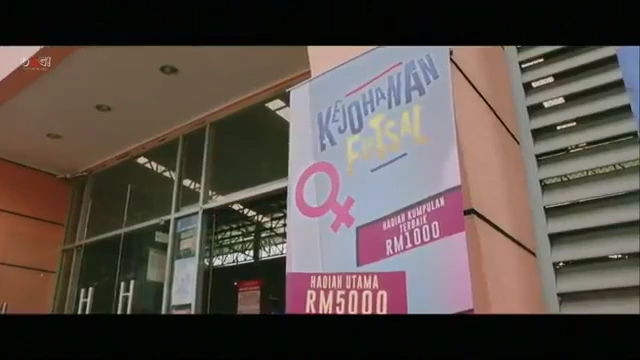 KEJOHANAN
FUTSAL
HADIAH KUMPULAN
TERBAIK
RM1000
HADIAH UTAMA
RM5000